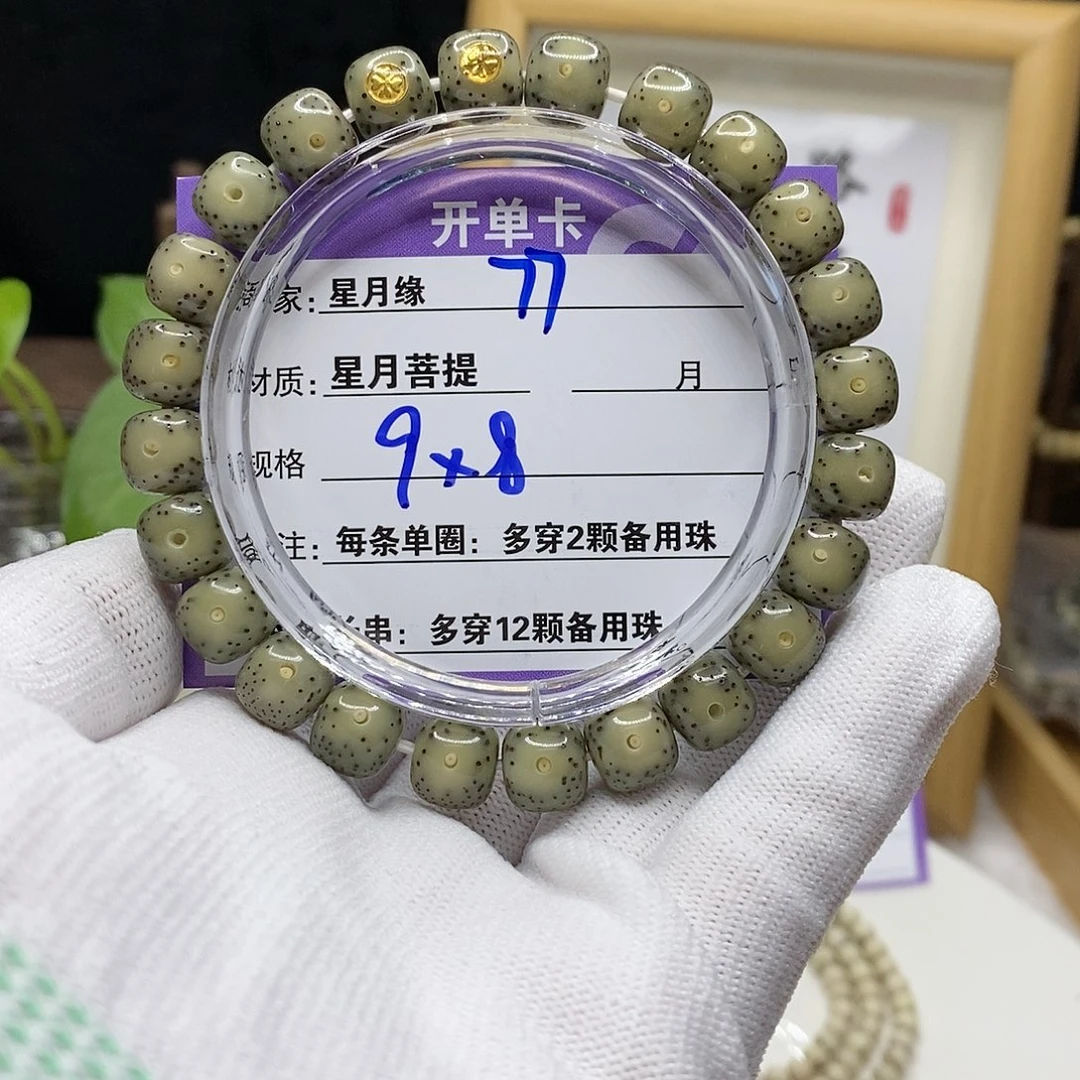 开单卡
家: 星月缘 77
材质: 星月菩提 月
规格 9x8
注: 每条单圈: 多穿2颗备用珠
串: 多穿12颗备用珠